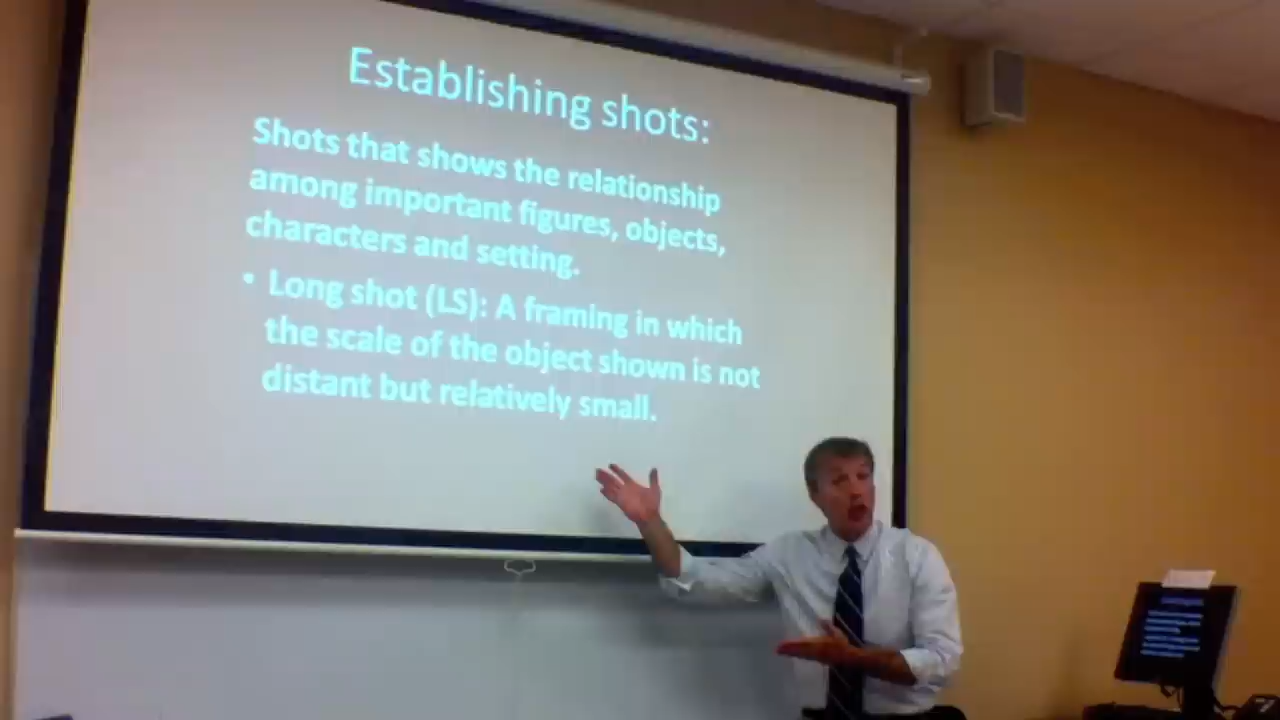 Establishing shots:
Shots that shows the relationship
among important figures, objects,
characters and setting.
• Long shot (LS): A framing in which
the scale of the object shown is not
distant but relatively small.